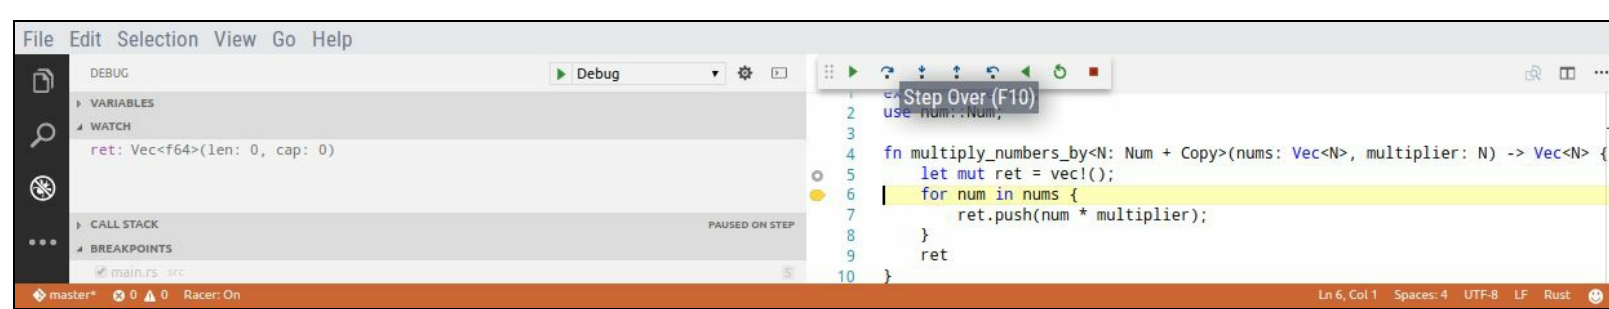 File Edit Selection View Go Help
DEBUG
Debug
VARIABLES
WATCH
ret: Vec<f64>(len: 0, cap: 0)
CALL STACK PAUSED ON STEP
BREAKPOINTS
main.rs src 5
master* 0 0 Racer: On
Step Over (F10)
1
2 use num::Num;
3
4 fn multiply_numbers_by<N: Num + Copy>(nums: Vec<N>, multiplier: N) -> Vec<N> {
5 let mut ret = vec!();
6 for num in nums {
7 ret.push(num * multiplier);
8 }
9 ret
10 }
Ln 6, Col 1 Spaces: 4 UTF-8 LF Rust